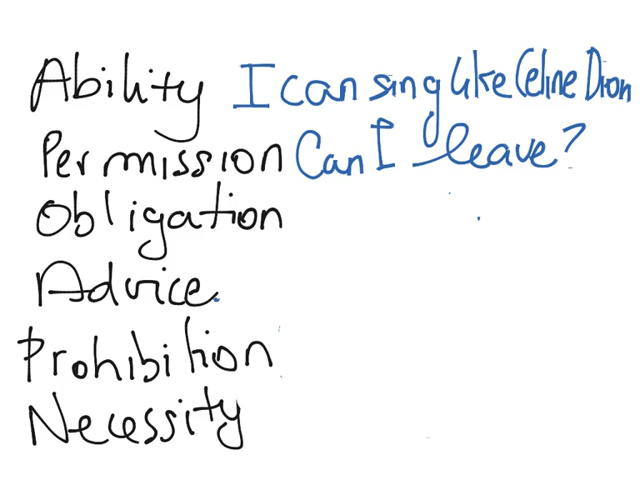 Ability I can sing like Celine Dion
Permission Can I leave?
Obligation
Advice.
Prohibition
Necessity